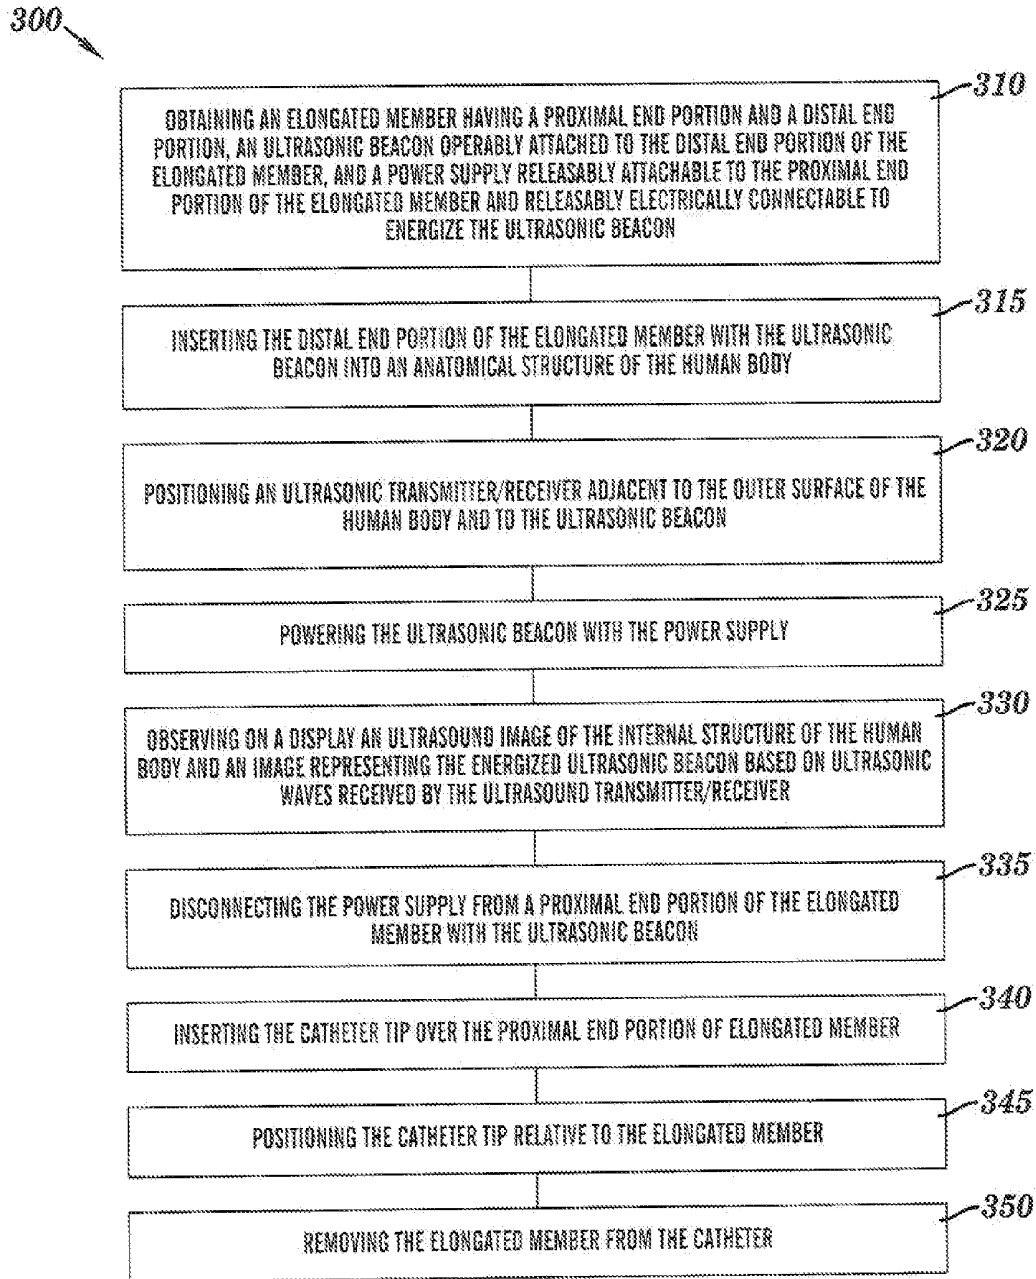 300
310
OBTAINING AN ELONGATED MEMBER HAVING A PROXIMAL END PORTION AND A DISTAL END
PORTION, AN ULTRASONIC BEACON OPERABLY ATTACHED TO THE DISTAL END PORTION OF THE
ELONGATED MEMBER, AND A POWER SUPPLY RELEASABLY ATTACHABLE TO THE PROXIMAL END
PORTION OF THE ELONGATED MEMBER AND RELEASABLY ELECTRICALLY CONNECTABLE TO
ENERGIZE THE ULTRASONIC BEACON
315
INSERTING THE DISTAL END PORTION OF THE ELONGATED MEMBER WITH THE ULTRASONIC
BEACON INTO AN ANATOMICAL STRUCTURE OF THE HUMAN BODY
320
POSITIONING AN ULTRASONIC TRANSMITTER/RECEIVER ADJACENT TO THE OUTER SURFACE OF THE
HUMAN BODY AND TO THE ULTRASONIC BEACON
325
POWERING THE ULTRASONIC BEACON WITH THE POWER SUPPLY
330
OBSERVING ON A DISPLAY AN ULTRASOUND IMAGE OF THE INTERNAL STRUCTURE OF THE HUMAN
BODY AND AN IMAGE REPRESENTING THE ENERGIZED ULTRASONIC BEACON BASED ON ULTRASONIC
WAVES RECEIVED BY THE ULTRASOUND TRANSMITTER/RECEIVER
335
DISCONNECTING THE POWER SUPPLY FROM A PROXIMAL END PORTION OF THE ELONGATED
MEMBER WITH THE ULTRASONIC BEACON
340
INSERTING THE CATHETER TIP OVER THE PROXIMAL END PORTION OF ELONGATED MEMBER
345
POSITIONING THE CATHETER TIP RELATIVE TO THE ELONGATED MEMBER
350
REMOVING THE ELONGATED MEMBER FROM THE CATHETER